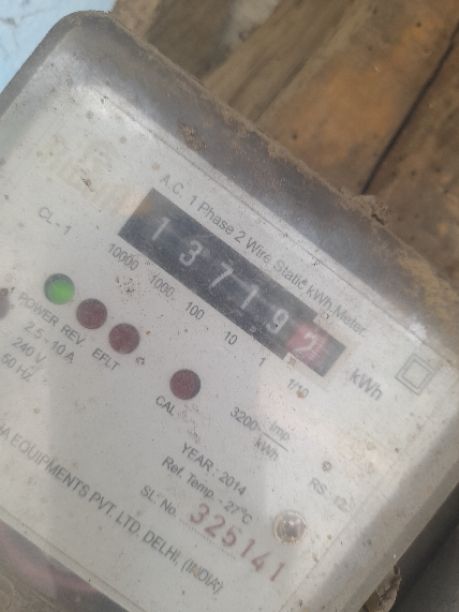 A.C. 1 Phase 2 Wire Static kWh Meter
CL - 1
137192
kWh
10000 1000 100 10 1 1/10
POWER REV EFLT
2.5 - 10 A
240 V
50 HZ
CAL
3200 Imp/kWh
YEAR - 2014
Ref. Temp. - 27°C
SL. No. 325141
EQUIPMENTS PVT. LTD. DELHI, (INDIA)